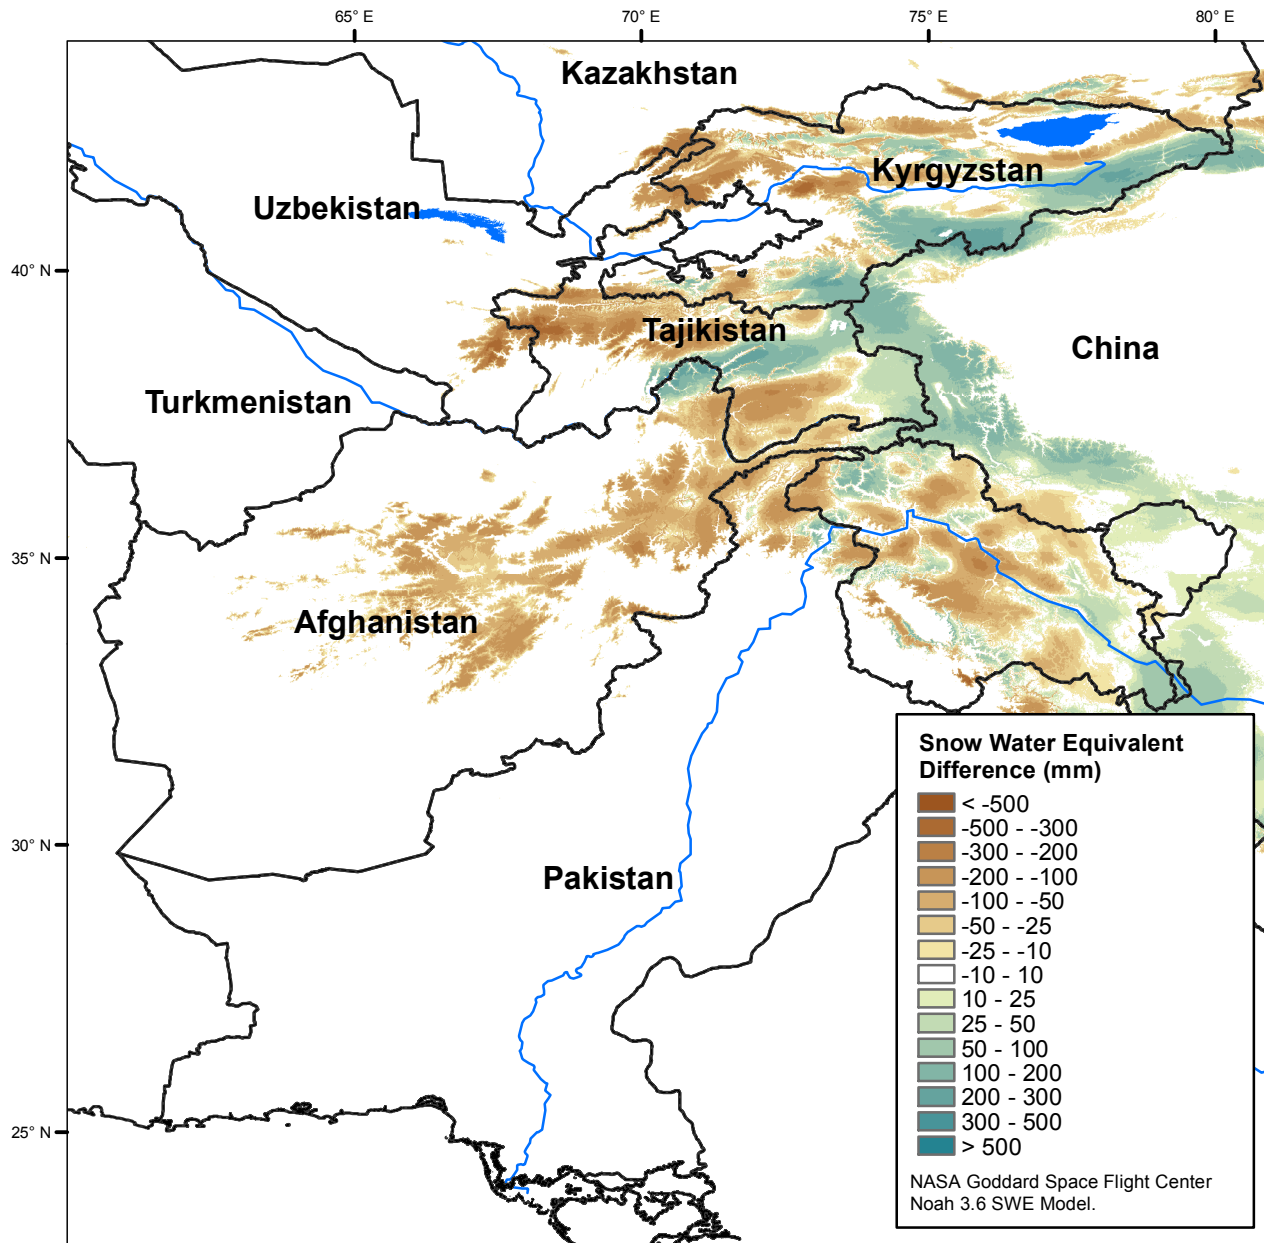 65° E
70° E
75° E
80° E
Kazakhstan
Kyrgyzstan
Uzbekistan
40° N
Tajikistan
China
Turkmenistan
35° N
Afghanistan
30° N
Pakistan
25° N
Snow Water Equivalent
Difference (mm)
< -500
-500 - -300
-300 - -200
-200 - -100
-100 - -50
-50 - -25
-25 - -10
-10 - 10
10 - 25
25 - 50
50 - 100
100 - 200
200 - 300
300 - 500
> 500
NASA Goddard Space Flight Center
Noah 3.6 SWE Model.